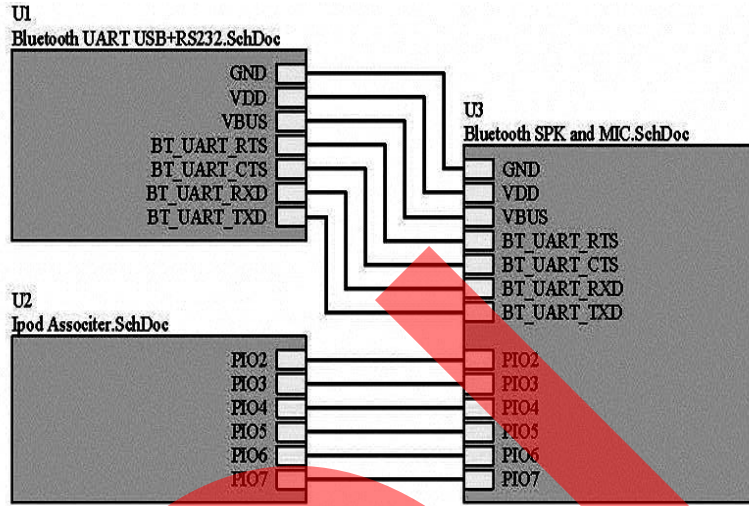 U1
Bluetooth UART USB+RS232.SchDoc
GND
VDD
VBUS
BT_UART_RTS
BT_UART_CTS
BT_UART_RXD
BT_UART_TXD
U2
Ipod Associter.SchDoc
PIO2
PIO3
PIO4
PIO5
PIO6
PIO7
U3
Bluetooth SPK and MIC.SchDoc
GND
VDD
VBUS
BT_UART_RTS
BT_UART_CTS
BT_UART_RXD
BT_UART_TXD
PIO2
PIO3
PIO4
PIO5
PIO6
PIO7